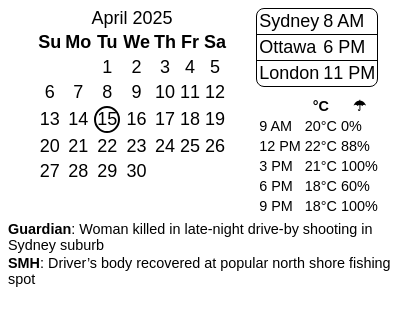 April 2025
Su Mo Tu We Th Fr Sa
1 2 3 4 5
6 7 8 9 10 11 12
13 14 15 16 17 18 19
20 21 22 23 24 25 26
27 28 29 30
Sydney 8 AM
Ottawa 6 PM
London 11 PM
°C ☂
9 AM 20°C 0%
12 PM 22°C 88%
3 PM 21°C 100%
6 PM 18°C 60%
9 PM 18°C 100%
Guardian: Woman killed in late-night drive-by shooting in
Sydney suburb
SMH: Driver’s body recovered at popular north shore fishing
spot